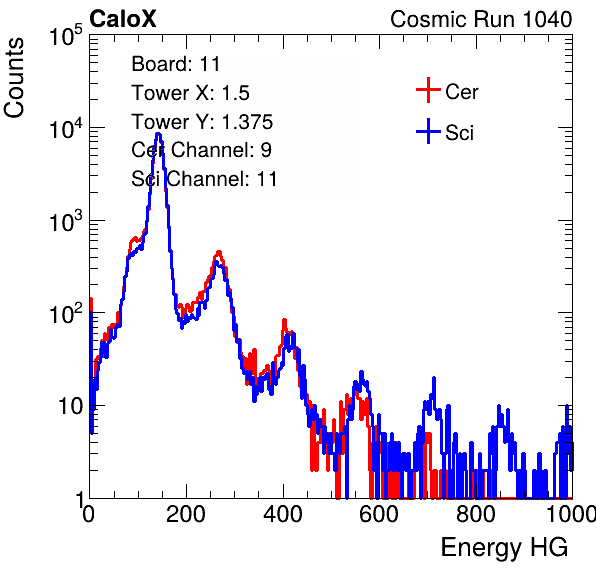 CaloX Cosmic Run 1040
Counts
10^5
10^4
10^3
10^2
10
1
Board: 11
Tower X: 1.5
Tower Y: 1.375
Cer Channel: 9
Sci Channel: 11
Cer
Sci
0 200 400 600 800 1000
Energy HG